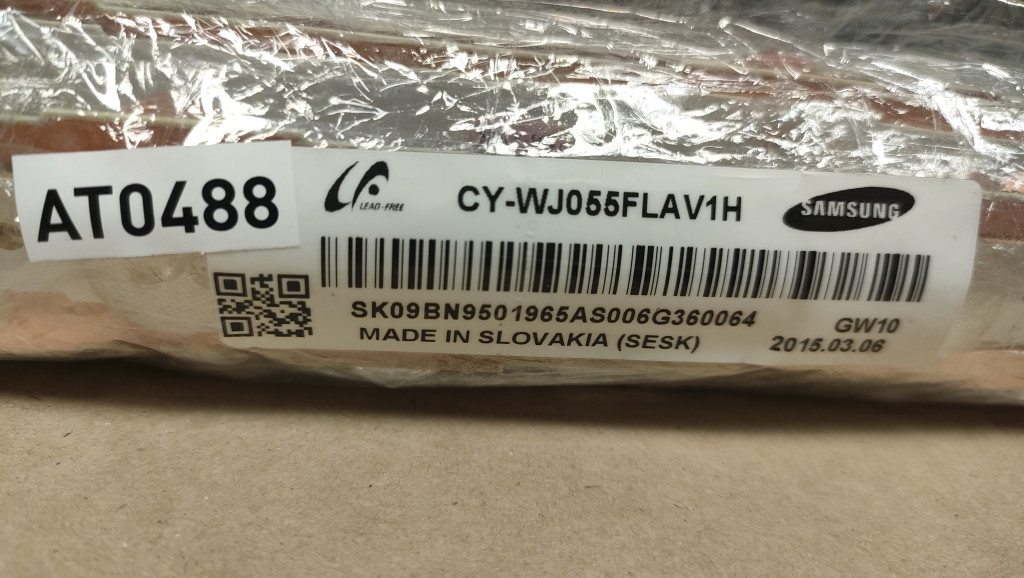 AT0488
LEAD-FREE
CY-WJ055FLAV1H
SAMSUNG
SK09BN9501965AS006G360064
GW10
MADE IN SLOVAKIA (SESK)
2015.03.06